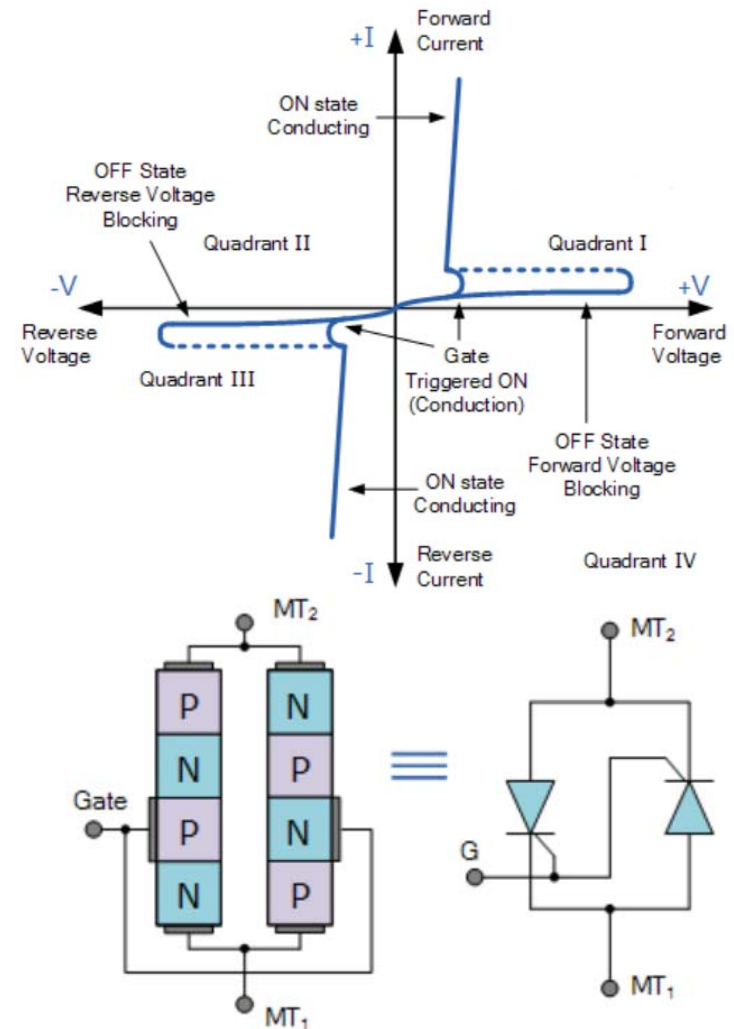 +I
Forward
Current
ON state
Conducting
OFF State
Reverse Voltage
Blocking
Quadrant II
Quadrant I
-V
+V
Reverse
Voltage
Forward
Voltage
Quadrant III
Gate
Triggered ON
(Conduction)
OFF State
Forward Voltage
Blocking
ON state
Conducting
-I
Reverse
Current
Quadrant IV
MT₂
P
N
N
P
Gate
P
N
N
P
MT₁
MT₂
G
MT₁